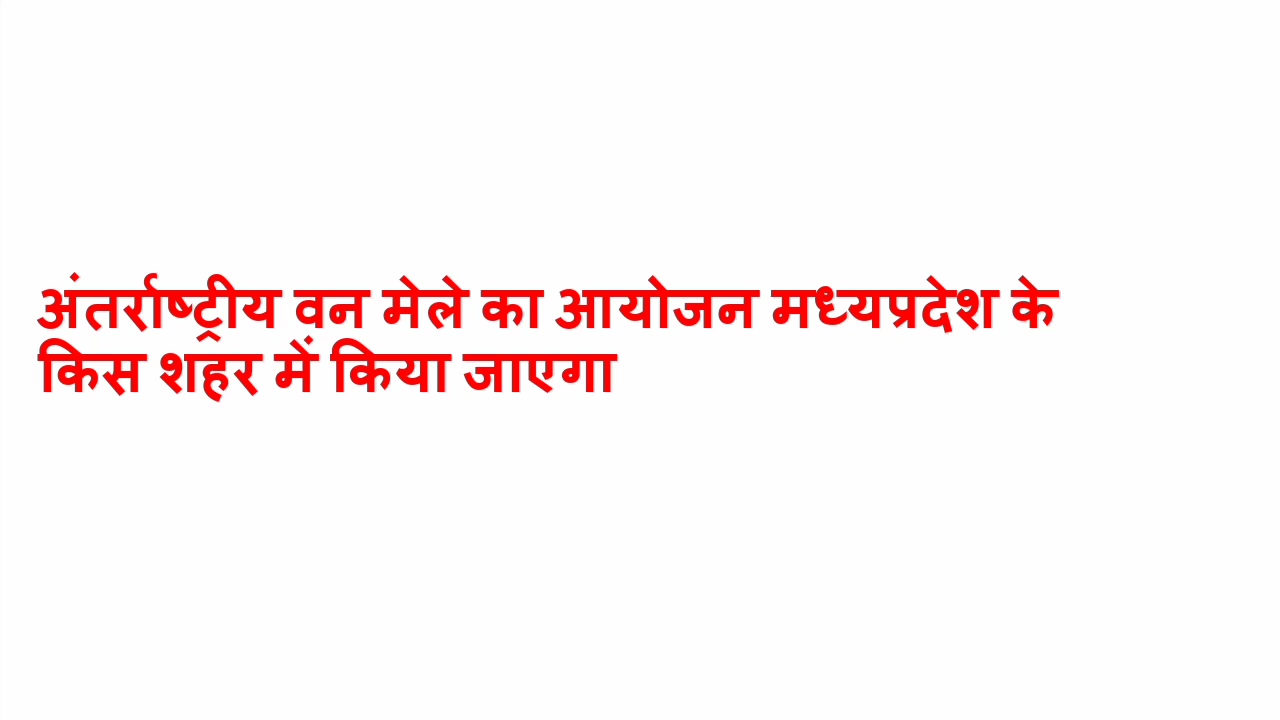 अंतर्राष्ट्रीय वन मेले का आयोजन मध्यप्रदेश के
किस शहर में किया जाएगा